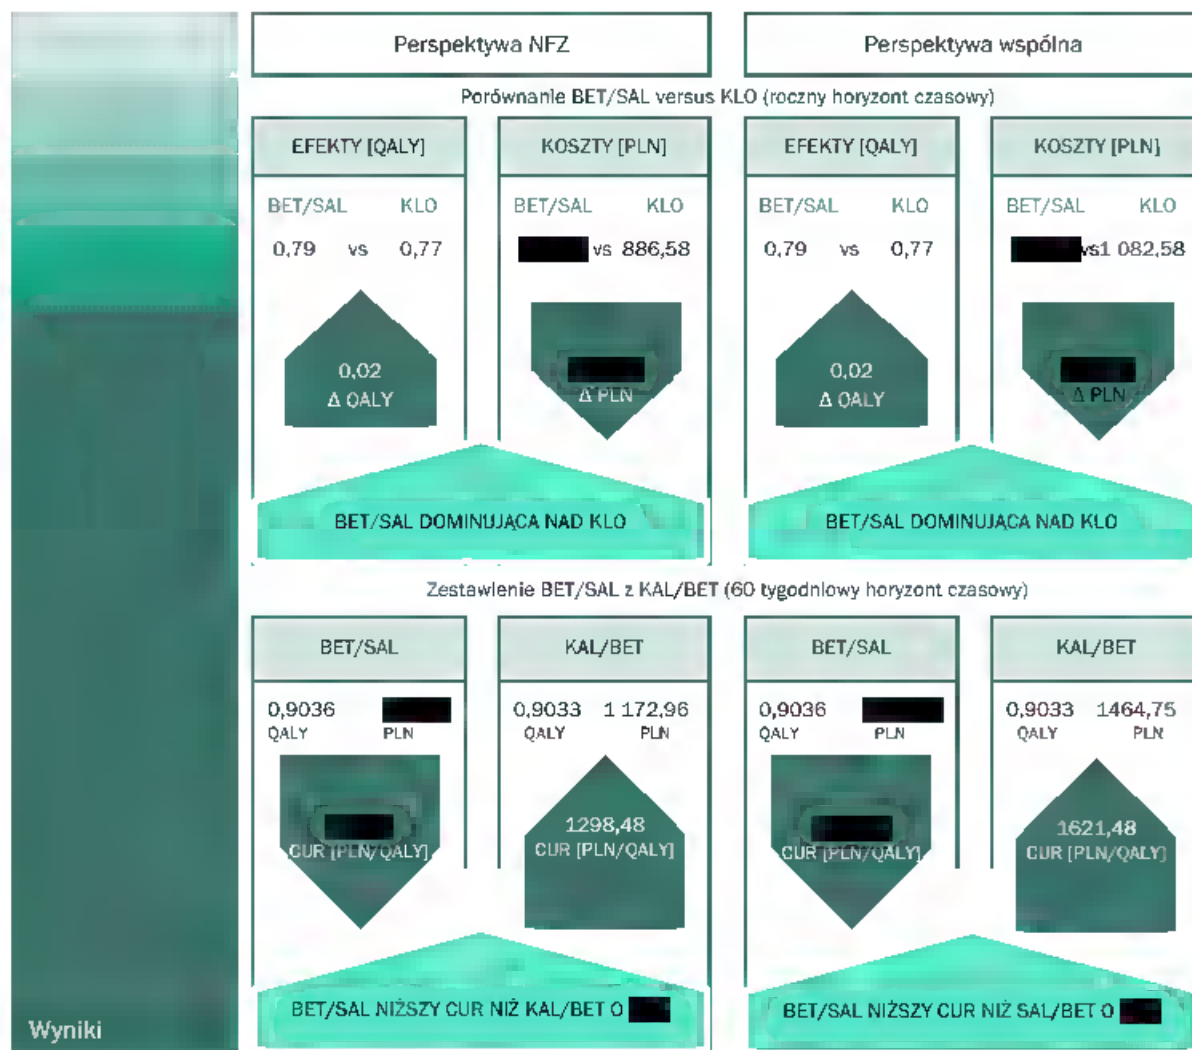 Perspektywa NFZ
Perspektywa wspólna
Porównanie BET/SAL versus KLO (roczny horyzont czasowy)
EFEKTY [QALY]
KOSZTY [PLN]
EFEKTY [QALY]
KOSZTY [PLN]
BET/SAL KLO
BET/SAL KLO
BET/SAL KLO
BET/SAL KLO
0,79 vs 0,77
vs 886,58
0,79 vs 0,77
vs1 082,58
0,02
Δ QALY
Δ PLN
0,02
Δ QALY
Δ PLN
BET/SAL DOMINUJĄCA NAD KLO
BET/SAL DOMINUJĄCA NAD KLO
Zestawienie BET/SAL z KAL/BET (60 tygodniowy horyzont czasowy)
BET/SAL
KAL/BET
BET/SAL
KAL/BET
0,9036
QALY PLN
0,9033 1 172,96
QALY PLN
0,9036
QALY PLN
0,9033 1464,75
QALY PLN
CUR [PLN/QALY]
1298,48
CUR [PLN/QALY]
CUR [PLN/QALY]
1621,48
CUR [PLN/QALY]
BET/SAL NIŻSZY CUR NIŻ KAL/BET O
BET/SAL NIŻSZY CUR NIŻ SAL/BET O
Wyniki